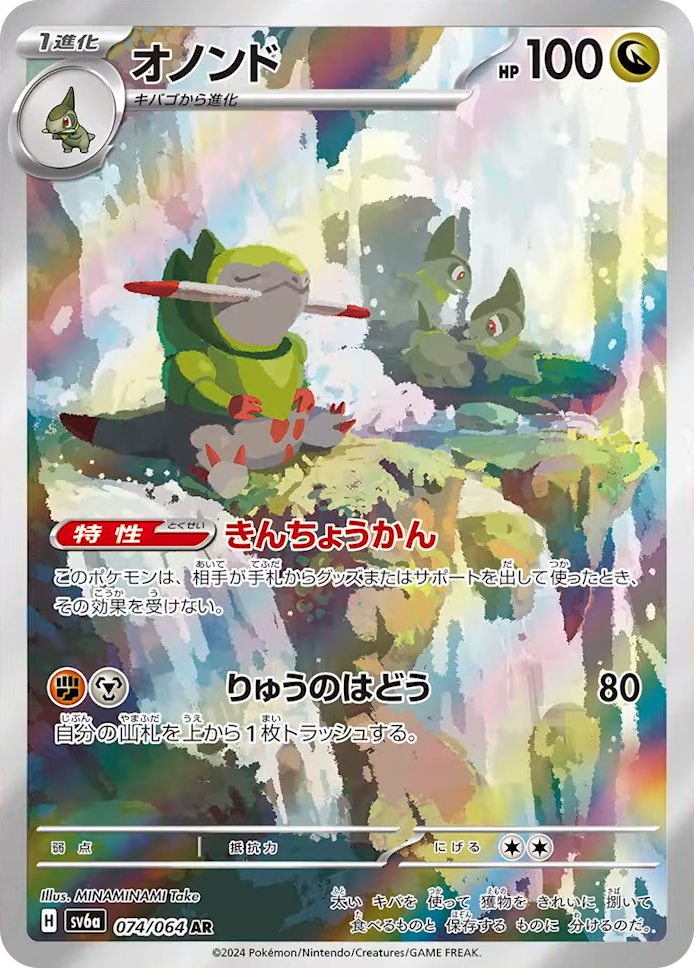 1進化
オノンド
HP 100
キバゴから進化
特性 とくせい きんちょうかん
このポケモンは、相手が手札からグッズまたはサポートを出して使ったとき、
その効果を受けない。
りゅうのはどう 80
自分の山札を上から1枚トラッシュする。
弱点 抵抗力 にげる
Illus. MINAMINAMI Take
太い キバを 使って 獲物を きれいに 捌いて
食べるものと 保存する ものに 分けるのだ。
H sv6a 074/064 AR
©2024 Pokémon/Nintendo/Creatures/GAME FREAK.